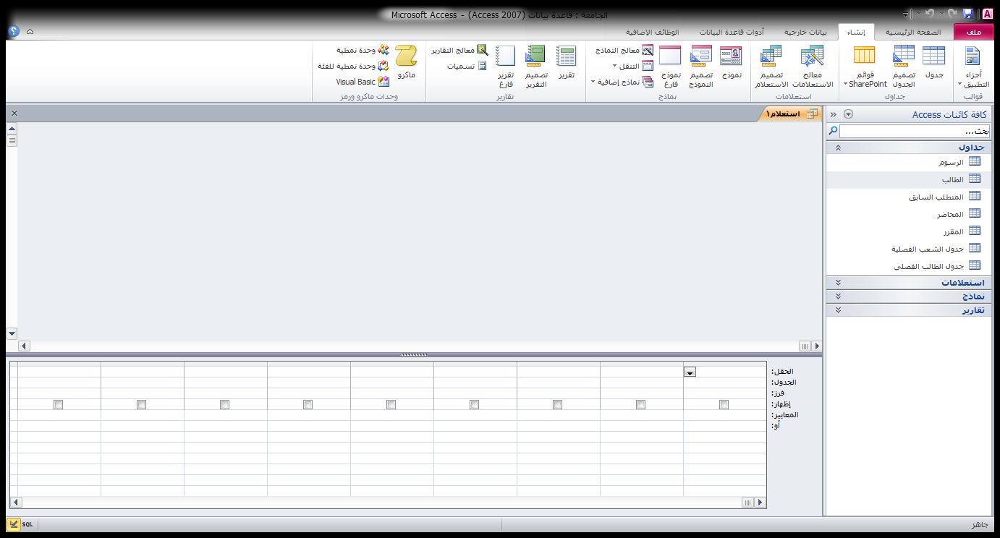 الجامعة : قاعدة بيانات (Access 2007) - Microsoft Access
ملف
الصفحة الرئيسية
إنشاء
بيانات خارجية
أدوات قاعدة البيانات
الوظائف الإضافية
أجزاء التطبيق
قوالب
جدول
تصميم الجدول
قوائم SharePoint
جداول
معالج الاستعلامات
تصميم الاستعلام
استعلامات
نموذج
تصميم النموذج
نموذج فارغ
معالج النماذج
التنقل
نماذج إضافية
نماذج
تقرير
تصميم التقرير
تقرير فارغ
معالج التقارير
تسميات
تقارير
ماكرو
وحدة نمطية
وحدة نمطية للفئة
Visual Basic
وحدات ماكرو ورمز
كافة كائنات Access
بحث...
جداول
الرسوم
الطالب
المتطلب السابق
المحاضر
المقرر
جدول الشعب الفصلية
جدول الطالب الفصلي
استعلامات
نماذج
تقارير
استعلام١
الحقل:
الجدول:
فرز:
إظهار:
المعايير:
أو:
جاهز
SQL